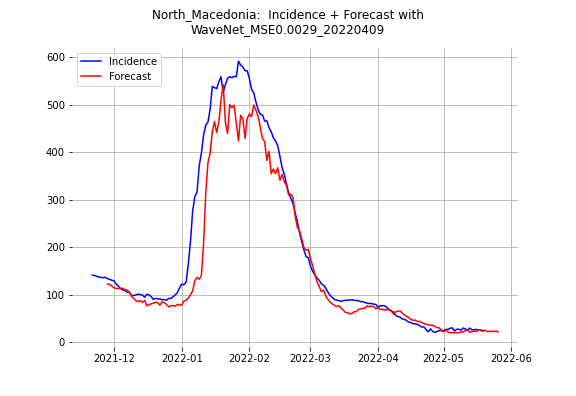 North_Macedonia:  Incidence + Forecast with
WaveNet_MSE0.0029_20220409
Incidence
Forecast
600
500
400
300
200
100
0
2021-12 2022-01 2022-02 2022-03 2022-04 2022-05 2022-06